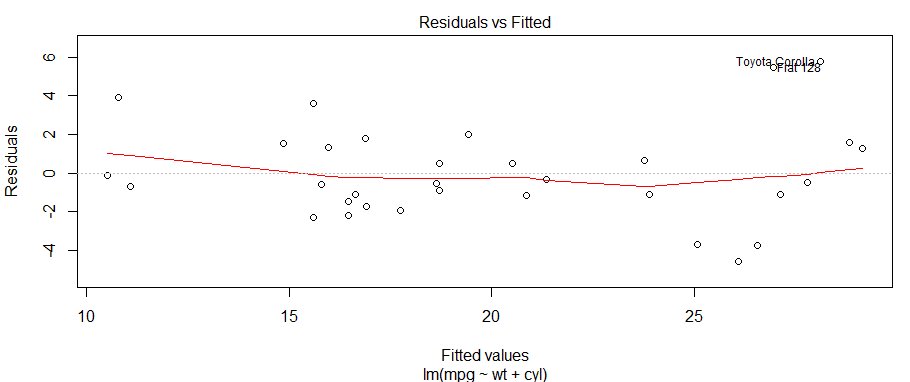 Residuals vs Fitted
Residuals
6
4
2
0
-2
-4
Toyota Corolla
Fiat 128
10 15 20 25
Fitted values
lm(mpg ~ wt + cyl)